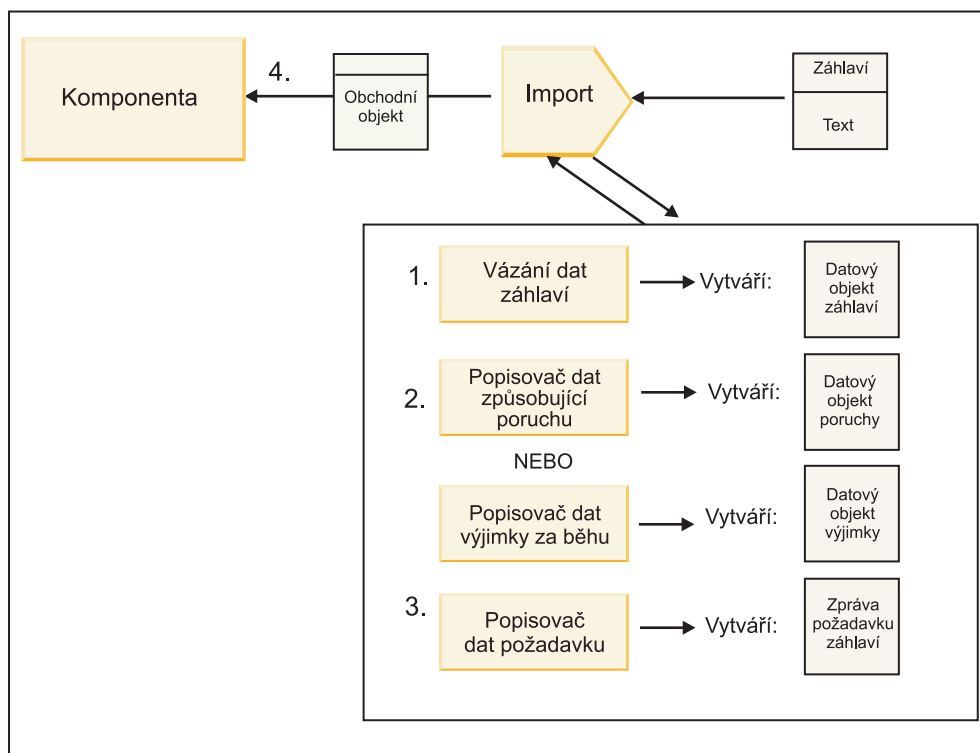 Komponenta
4.
Obchodní
objekt
Import
Záhlaví
Text
1.
Vázání dat
záhlaví
Vytváří:
Datový
objekt
záhlaví
2.
Popisovač dat
způsobující
poruchu
Vytváří:
Datový
objekt
poruchy
NEBO
Popisovač dat
výjimky za běhu
Vytváří:
Datový
objekt
výjimky
3.
Popisovač
dat požadavku
Vytváří:
Zpráva
požadavku
záhlaví